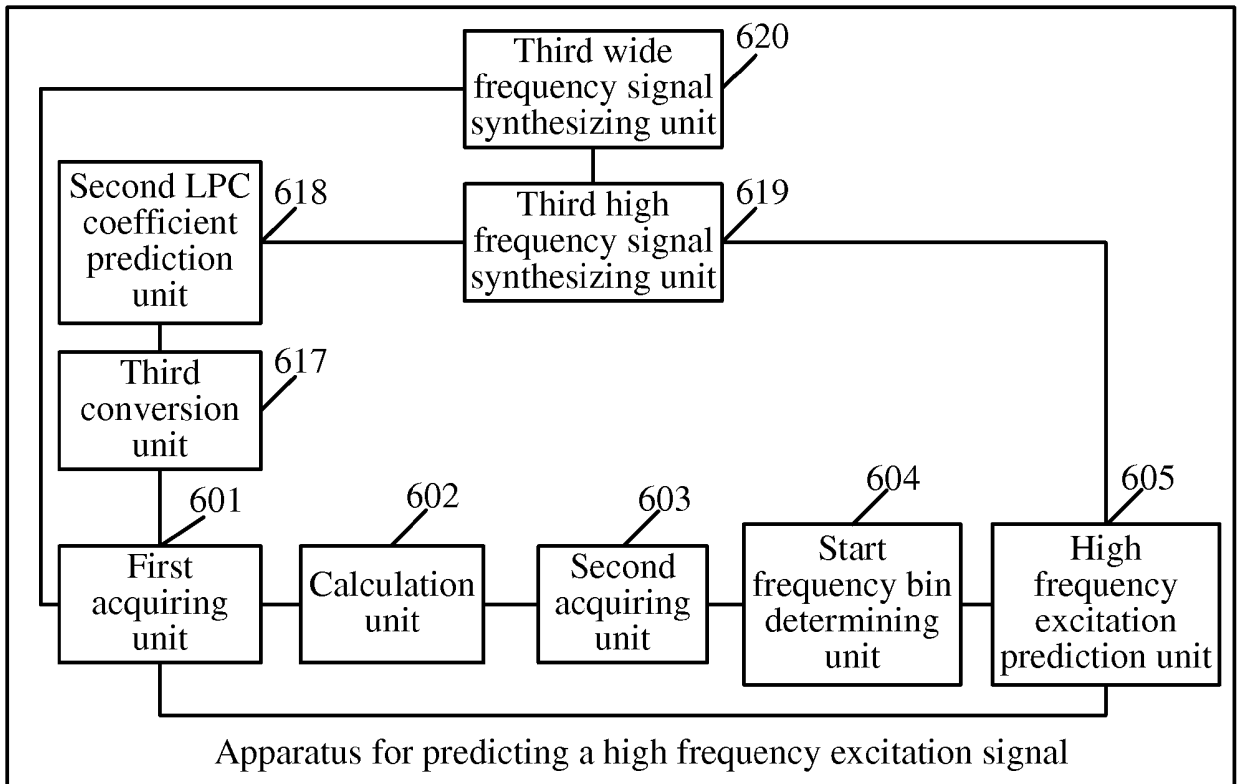 620
Third wide
frequency signal
synthesizing unit
Second LPC
coefficient
prediction
unit
618
Third high
frequency signal
synthesizing unit
619
Third
conversion
unit
617
601
602
603
604
605
First
acquiring
unit
Calculation
unit
Second
acquiring
unit
Start
frequency bin
determining
unit
High
frequency
excitation
prediction unit
Apparatus for predicting a high frequency excitation signal